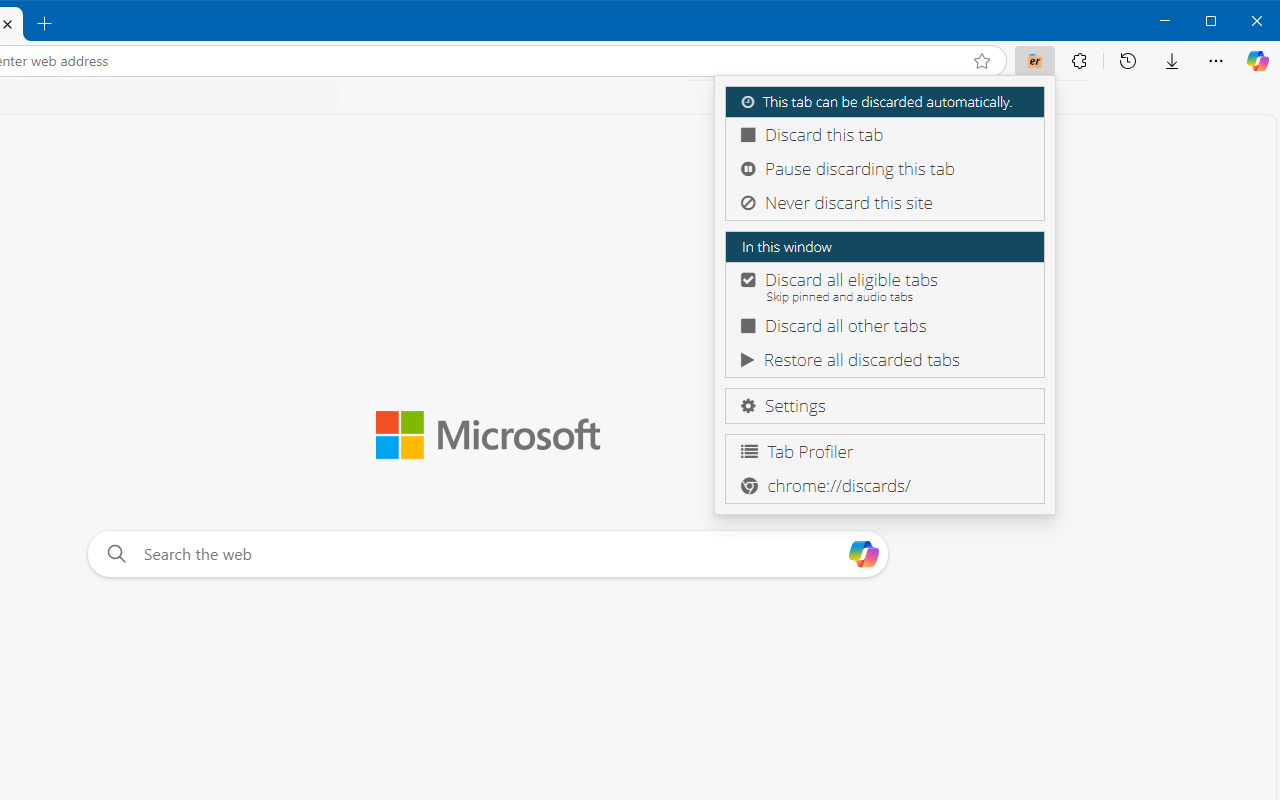 enter web address
er
This tab can be discarded automatically.
Discard this tab
Pause discarding this tab
Never discard this site
In this window
Discard all eligible tabs
Skip pinned and audio tabs
Discard all other tabs
Restore all discarded tabs
Settings
Tab Profiler
chrome://discards/
Microsoft
Search the web